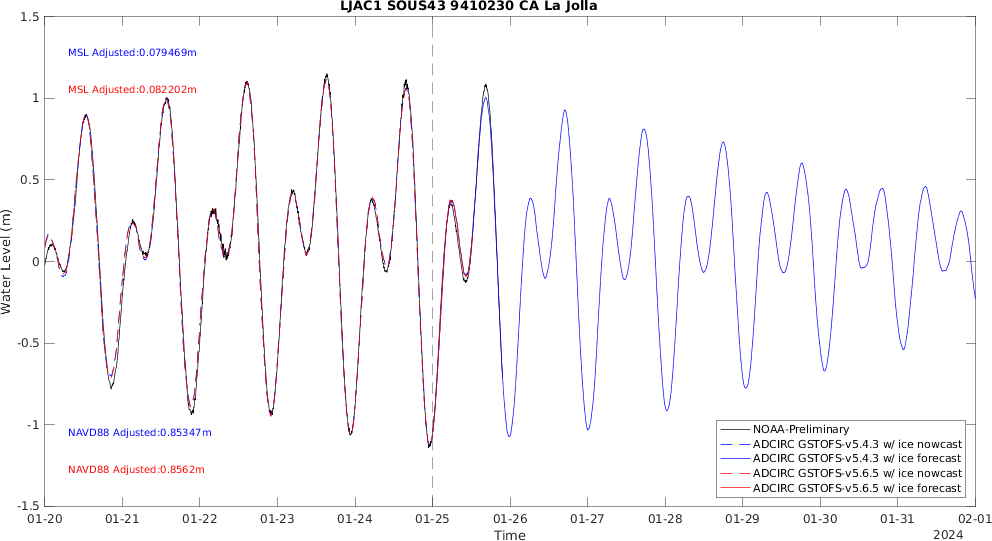 LJAC1 SOUS43 9410230 CA La Jolla
1.5
1
0.5
0
-0.5
-1
-1.5
Water Level (m)
MSL Adjusted:0.079469m
MSL Adjusted:0.082202m
NAVD88 Adjusted:0.85347m
NAVD88 Adjusted:0.8562m
NOAA-Preliminary
ADCIRC GSTOFS-v5.4.3 w/ ice nowcast
ADCIRC GSTOFS-v5.4.3 w/ ice forecast
ADCIRC GSTOFS-v5.6.5 w/ ice nowcast
ADCIRC GSTOFS-v5.6.5 w/ ice forecast
01-20 01-21 01-22 01-23 01-24 01-25 01-26 01-27 01-28 01-29 01-30 01-31 02-01
Time
2024